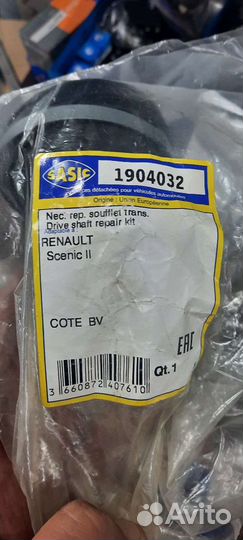 SASIC
1904032
Pièces détachées pour véhicules automobiles
Origine : Union Européenne
Nec. rep. soufflet trans.
Drive shaft repair kit
Adaptable à :
RENAULT
Scenic II
COTE BV
EAC
Qt. 1
3 660872 407610
Avito